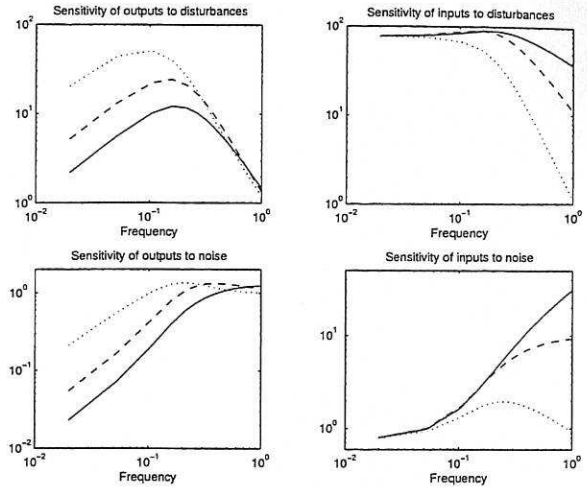 Sensitivity of outputs to disturbances
10²
10¹
10⁰
10⁻²
10⁻¹
10⁰
Frequency
Sensitivity of inputs to disturbances
10²
10¹
10⁰
10⁻²
10⁻¹
10⁰
Frequency
Sensitivity of outputs to noise
10⁰
10⁻¹
10⁻²
10⁻²
10⁻¹
10⁰
Frequency
Sensitivity of inputs to noise
10¹
10⁰
10⁻²
10⁻¹
10⁰
Frequency